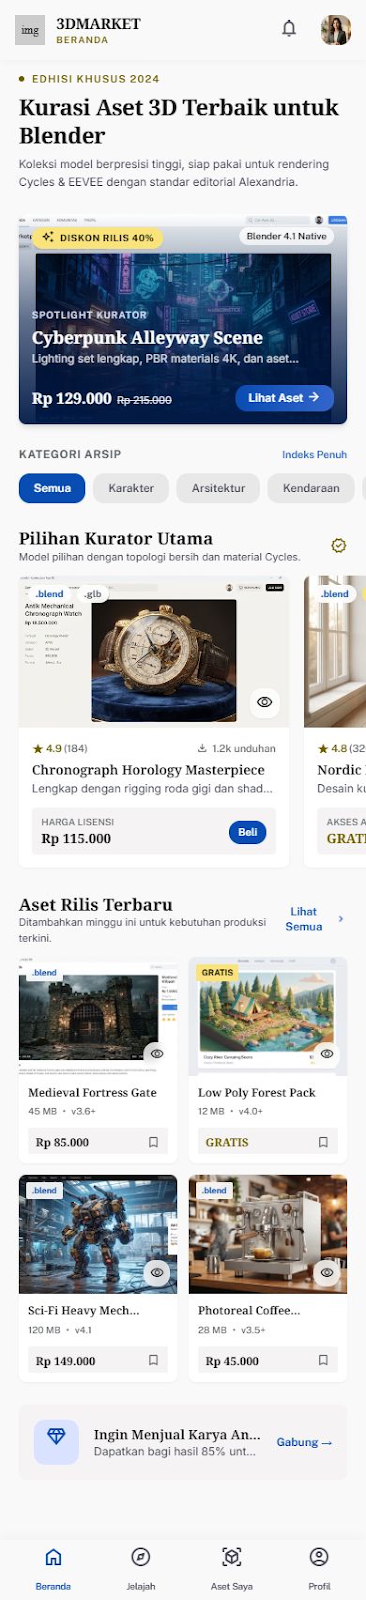 img
3DMARKET
BERANDA
EDHISI KHUSUS 2024
Kurasi Aset 3D Terbaik untuk
Blender
Koleksi model berpresisi tinggi, siap pakai untuk rendering
Cycles & EEVEE dengan standar editorial Alexandria.
DISKON RILIS 40%
Blender 4.1 Native
SPOTLIGHT KURATOR
Cyberpunk Alleyway Scene
Lighting set lengkap, PBR materials 4K, dan aset...
Rp 129.000 Rp 215.000
Lihat Aset →
KATEGORI ARSIP
Indeks Penuh
Semua
Karakter
Arsitektur
Kendaraan
Pilihan Kurator Utama
Model pilihan dengan topologi bersih dan material Cycles.
.blend
.glb
Antik Mechanical
Chronograph Watch
.blend
4.9 (184)
1.2k unduhan
Chronograph Horology Masterpiece
Lengkap dengan rigging roda gigi dan shad...
HARGA LISENSI
Rp 115.000
Beli
4.8 (32
Nordic
Desain ku
AKSES A
GRATI
Aset Rilis Terbaru
Ditambahkan minggu ini untuk kebutuhan produksi
terkini.
Lihat
Semua
.blend
Medieval Fortress Gate
45 MB • v3.6+
Rp 85.000
GRATIS
Low Poly Forest Pack
12 MB • v4.0+
GRATIS
.blend
Sci-Fi Heavy Mech...
120 MB • v4.1
Rp 149.000
.blend
Photoreal Coffee...
28 MB • v3.5+
Rp 45.000
Ingin Menjual Karya An...
Dapatkan bagi hasil 85% unt...
Gabung →
Beranda
Jelajah
Aset Saya
Profil